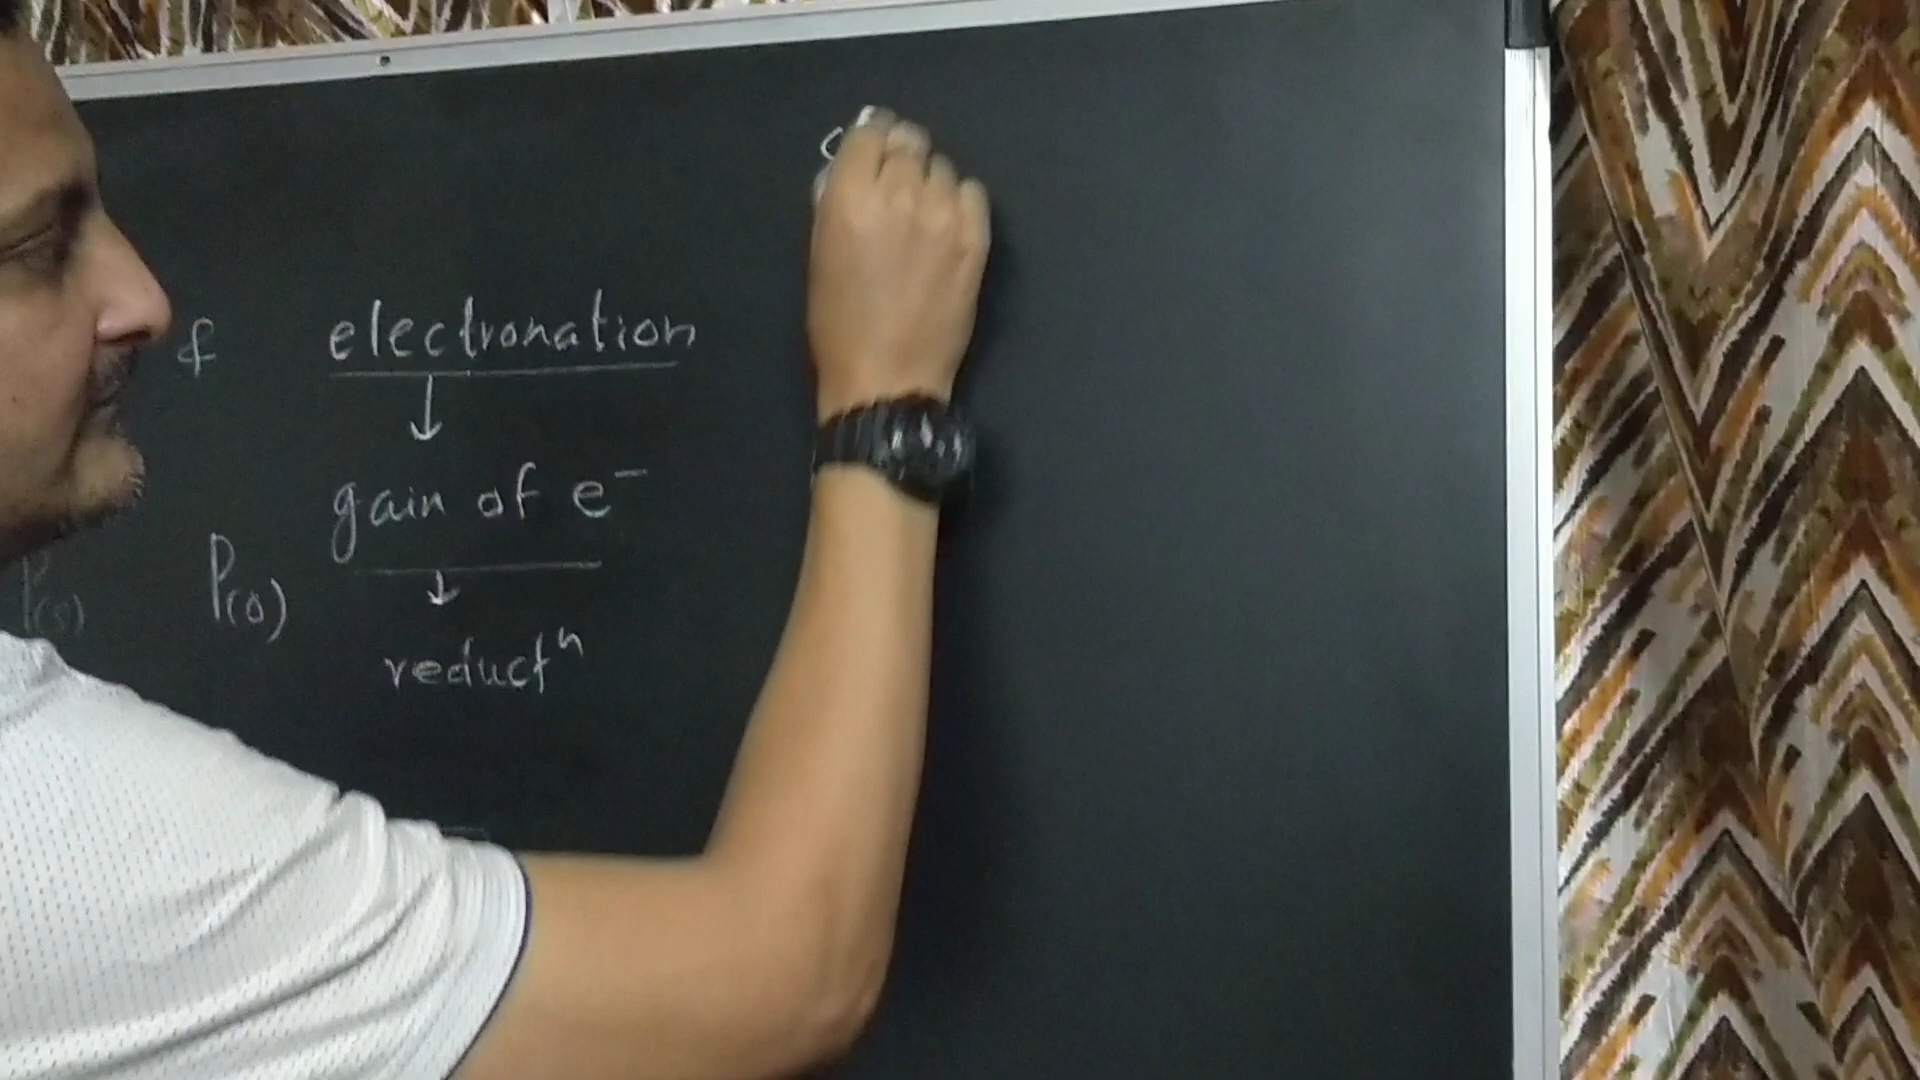 & electronation
↓
gain of e⁻
P(s) P(s)
↓
reductⁿ